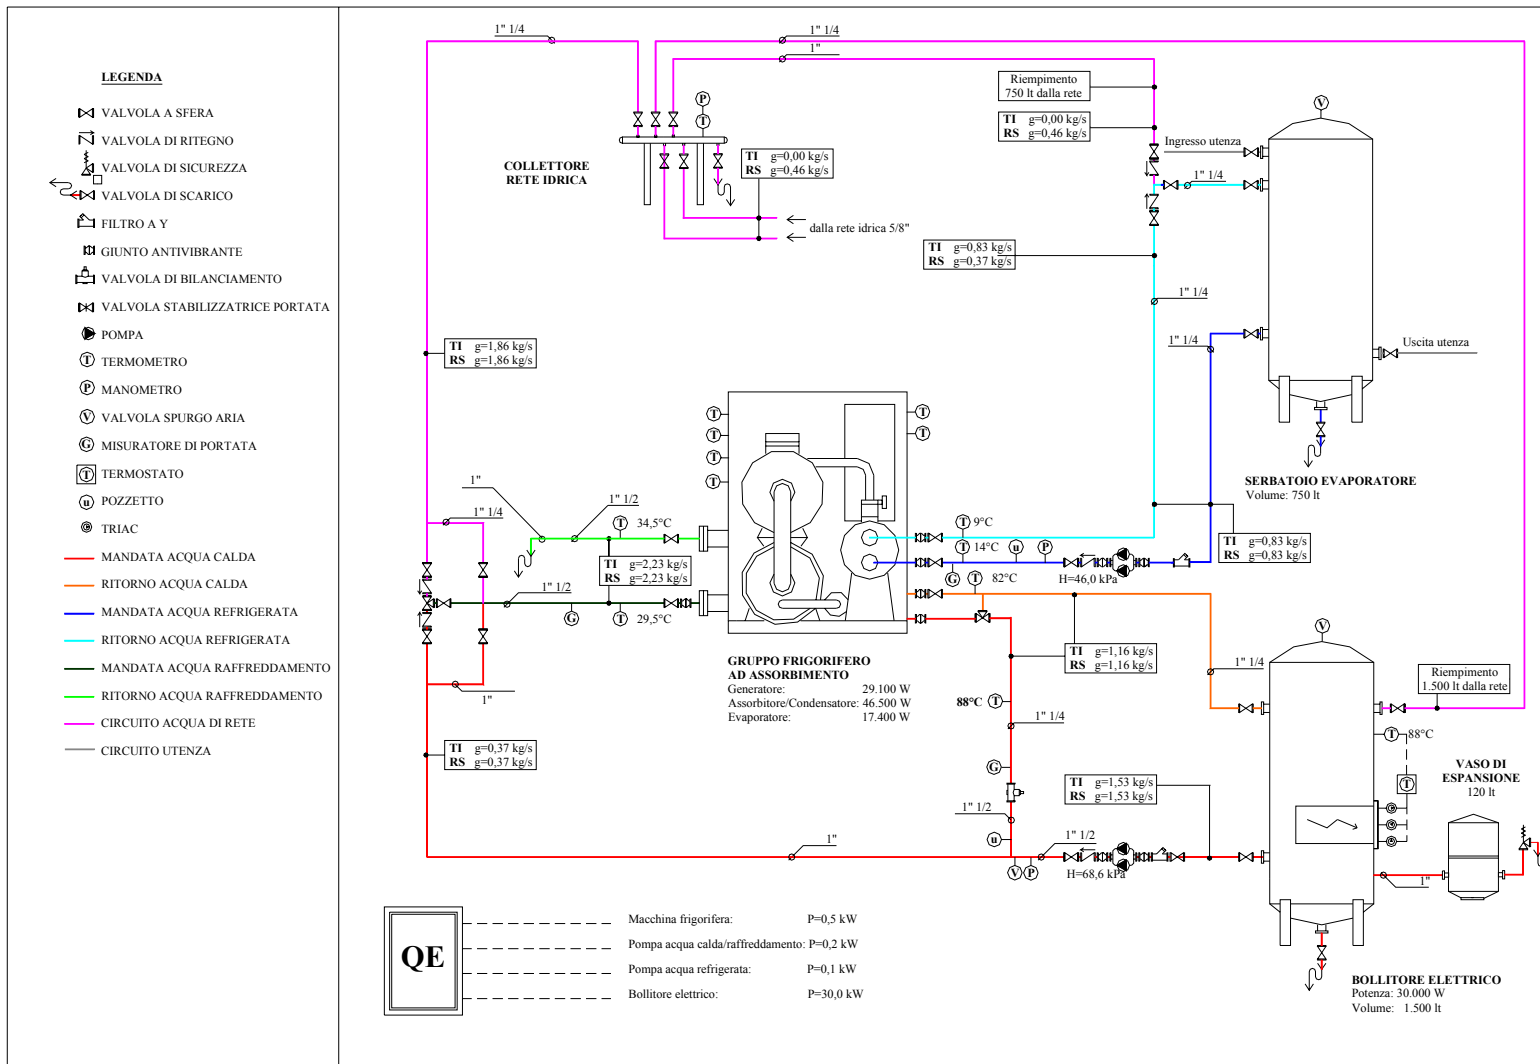 LEGENDA
VALVOLA A SFERA
VALVOLA DI RITEGNO
VALVOLA DI SICUREZZA
VALVOLA DI SCARICO
FILTRO A Y
GIUNTO ANTIVIBRANTE
VALVOLA DI BILANCIAMENTO
VALVOLA STABILIZZATRICE PORTATA
POMPA
T TERMOMETRO
P MANOMETRO
V VALVOLA SPURGO ARIA
G MISURATORE DI PORTATA
T TERMOSTATO
u POZZETTO
TRIAC
MANDATA ACQUA CALDA
RITORNO ACQUA CALDA
MANDATA ACQUA REFRIGERATA
RITORNO ACQUA REFRIGERATA
MANDATA ACQUA RAFFREDDAMENTO
RITORNO ACQUA RAFFREDDAMENTO
CIRCUITO ACQUA DI RETE
CIRCUITO UTENZA
1" 1/4
1" 1/4
1"
P
T
COLLETTORE
RETE IDRICA
TI g=0,00 kg/s
RS g=0,46 kg/s
dalla rete idrica 5/8"
Riempimento
750 lt dalla rete
TI g=0,00 kg/s
RS g=0,46 kg/s
Ingresso utenza
V
1" 1/4
TI g=0,83 kg/s
RS g=0,37 kg/s
1" 1/4
1" 1/4
Uscita utenza
SERBATOIO EVAPORATORE
Volume: 750 lt
TI g=1,86 kg/s
RS g=1,86 kg/s
T
T
T
T
T
T
1"
1" 1/2
1" 1/4
T 34,5°C
TI g=2,23 kg/s
RS g=2,23 kg/s
1" 1/2
G
T 29,5°C
T 9°C
T 14°C
u
P
G
82°C
T
H=46,0 kPa
TI g=0,83 kg/s
RS g=0,83 kg/s
GRUPPO FRIGORIFERO
AD ASSORBIMENTO
Generatore: 29.100 W
Assorbitore/Condensatore: 46.500 W
Evaporatore: 17.400 W
TI g=1,16 kg/s
RS g=1,16 kg/s
88°C T
1" 1/4
G
1" 1/2
u
1"
TI g=0,37 kg/s
RS g=0,37 kg/s
1"
V
P
1" 1/2
H=68,6 kPa
TI g=1,53 kg/s
RS g=1,53 kg/s
V
1" 1/4
Riempimento
1.500 lt dalla rete
T 88°C
T
VASO DI
ESPANSIONE
120 lt
1"
BOLLITORE ELETTRICO
Potenza: 30.000 W
Volume: 1.500 lt
QE
Macchina frigorifera: P=0,5 kW
Pompa acqua calda/raffreddamento: P=0,2 kW
Pompa acqua refrigerata: P=0,1 kW
Bollitore elettrico: P=30,0 kW